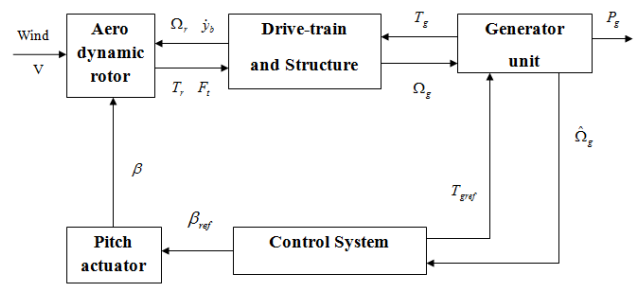 Wind
V
Aero
dynamic
rotor
Ω_r ẏ_b
T_r F_t
Drive-train
and Structure
T_g
Ω_g
Generator
unit
P_g
Ω̂_g
T_gref
β
β_ref
Pitch
actuator
Control System